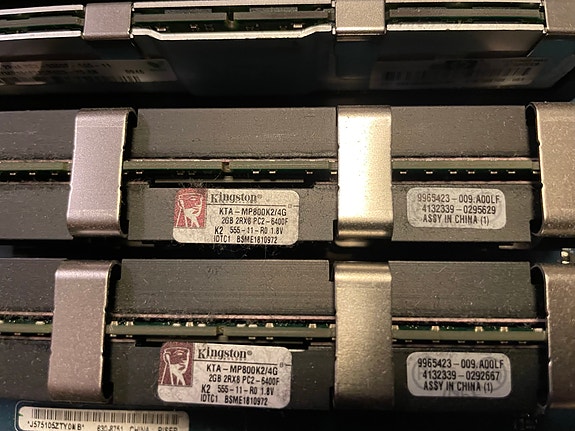 Kingston
KTA - MP800K2/4G
2GB 2RX8 PC2-6400F
K2 555-11-R0 1.8V
IDTC1 BSME1810972
9965423-009.A00LF
4132339-0295629
ASSY IN CHINA (1)
Kingston
KTA - MP800K2/4G
2GB 2RX8 PC2-6400F
K2 555-11-R0 1.8V
IDTC1 BSME1810972
9965423-009.A00LF
4132339-0292667
ASSY IN CHINA (1)
CHINA RISER